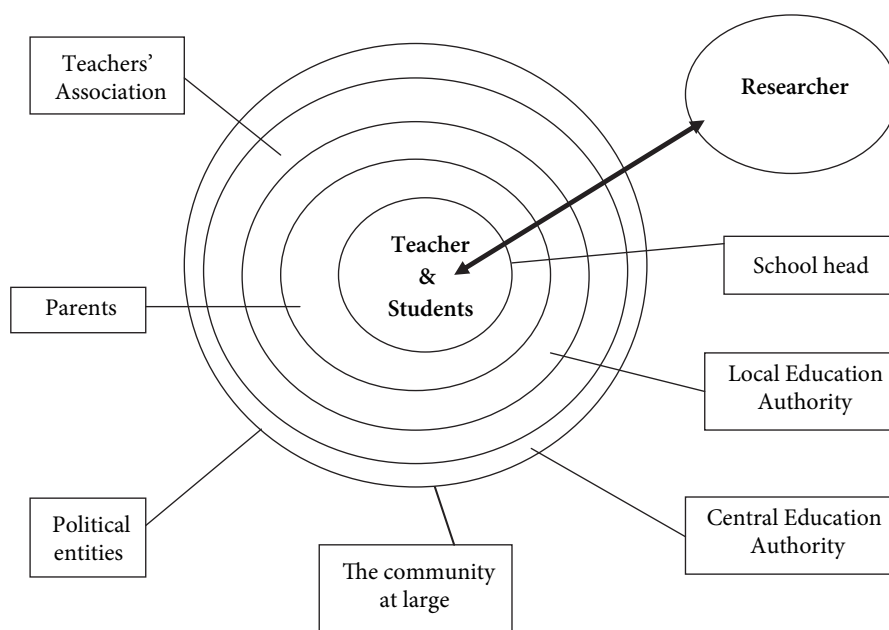 Teachers’
Association
Researcher
Teacher
&
Students
School head
Parents
Local Education
Authority
Political
entities
Central Education
Authority
The community
at large